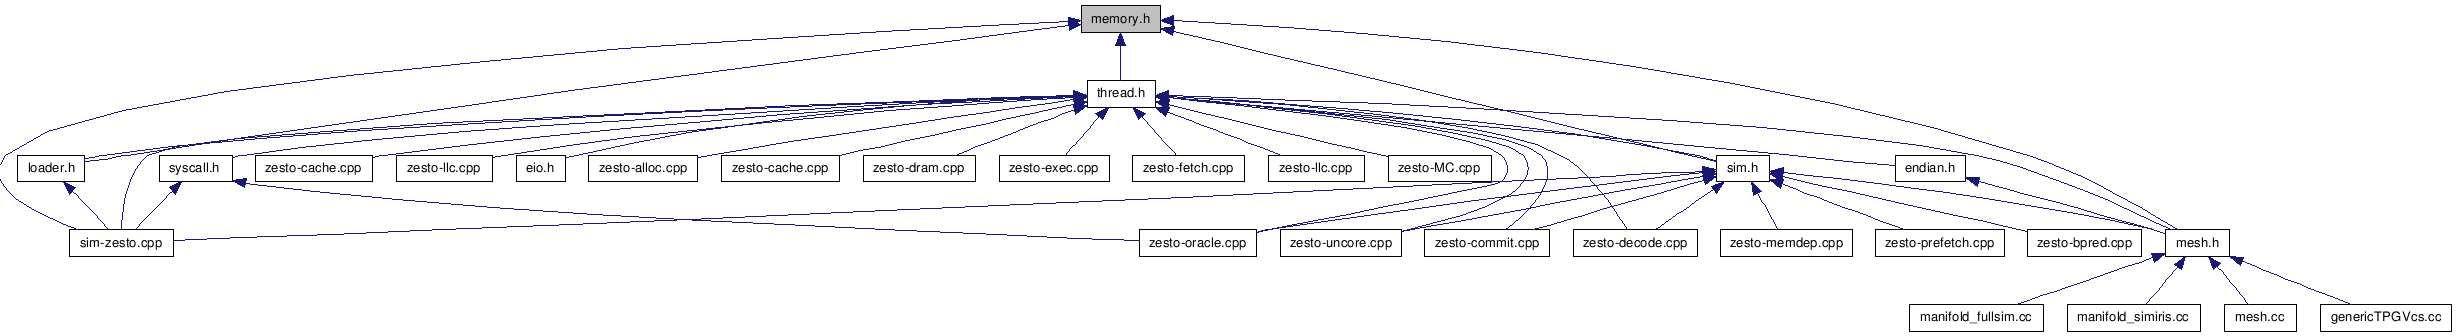 memory.h
thread.h
loader.h
syscall.h
zesto-cache.cpp
zesto-llc.cpp
eio.h
zesto-alloc.cpp
zesto-cache.cpp
zesto-dram.cpp
zesto-exec.cpp
zesto-fetch.cpp
zesto-llc.cpp
zesto-MC.cpp
sim.h
endian.h
sim-zesto.cpp
zesto-oracle.cpp
zesto-uncore.cpp
zesto-commit.cpp
zesto-decode.cpp
zesto-memdep.cpp
zesto-prefetch.cpp
zesto-bpred.cpp
mesh.h
manifold_fullsim.cc
manifold_simiris.cc
mesh.cc
genericTPGVcs.cc